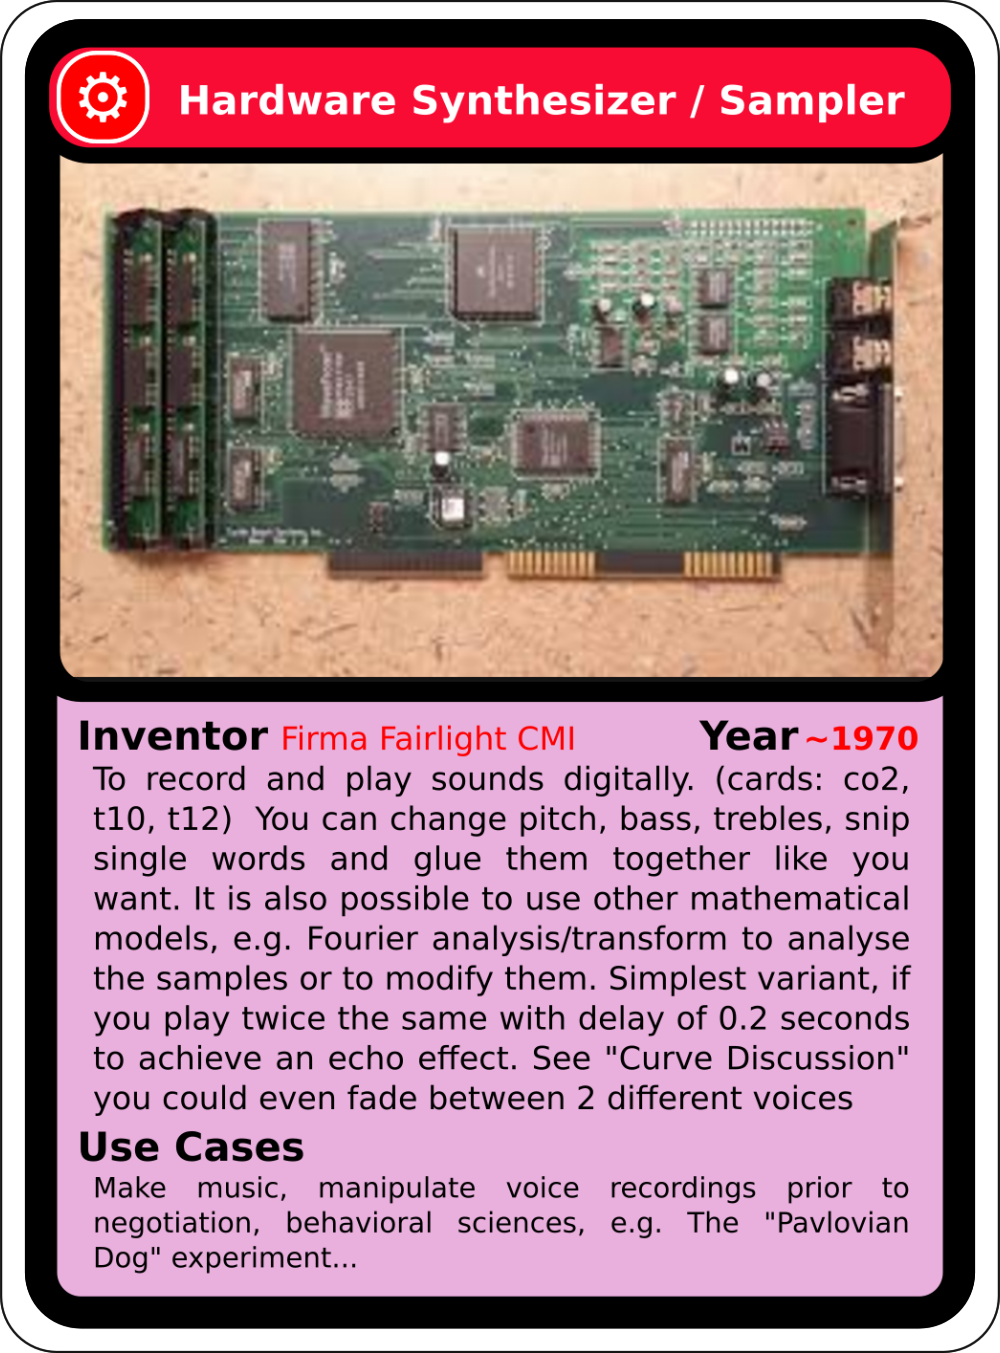 Hardware Synthesizer / Sampler
Inventor Firma Fairlight CMI Year ~1970
To record and play sounds digitally. (cards: co2,
t10, t12) You can change pitch, bass, trebles, snip
single words and glue them together like you
want. It is also possible to use other mathematical
models, e.g. Fourier analysis/transform to analyse
the samples or to modify them. Simplest variant, if
you play twice the same with delay of 0.2 seconds
to achieve an echo effect. See "Curve Discussion"
you could even fade between 2 different voices
Use Cases
Make music, manipulate voice recordings prior to
negotiation, behavioral sciences, e.g. The "Pavlovian
Dog" experiment...